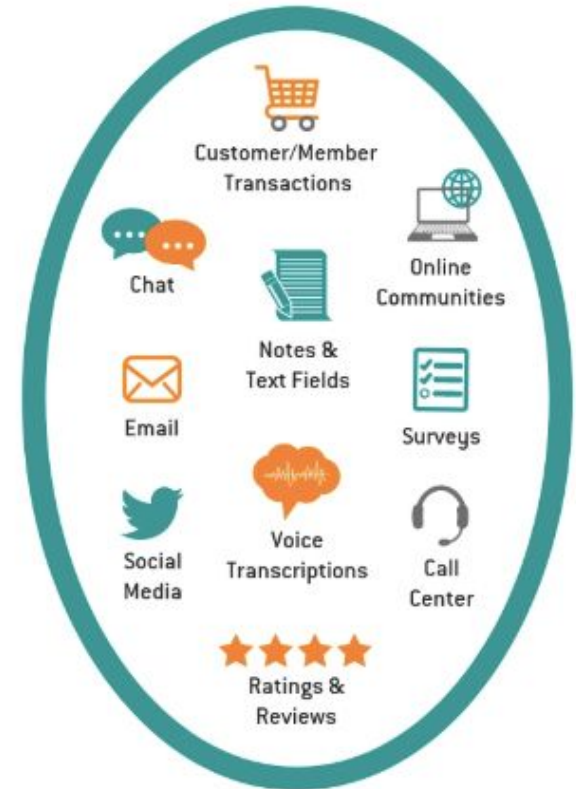 Customer/Member
Transactions
Chat
Online
Communities
Notes &
Text Fields
Email
Surveys
Social
Media
Voice
Transcriptions
Call
Center
Ratings &
Reviews